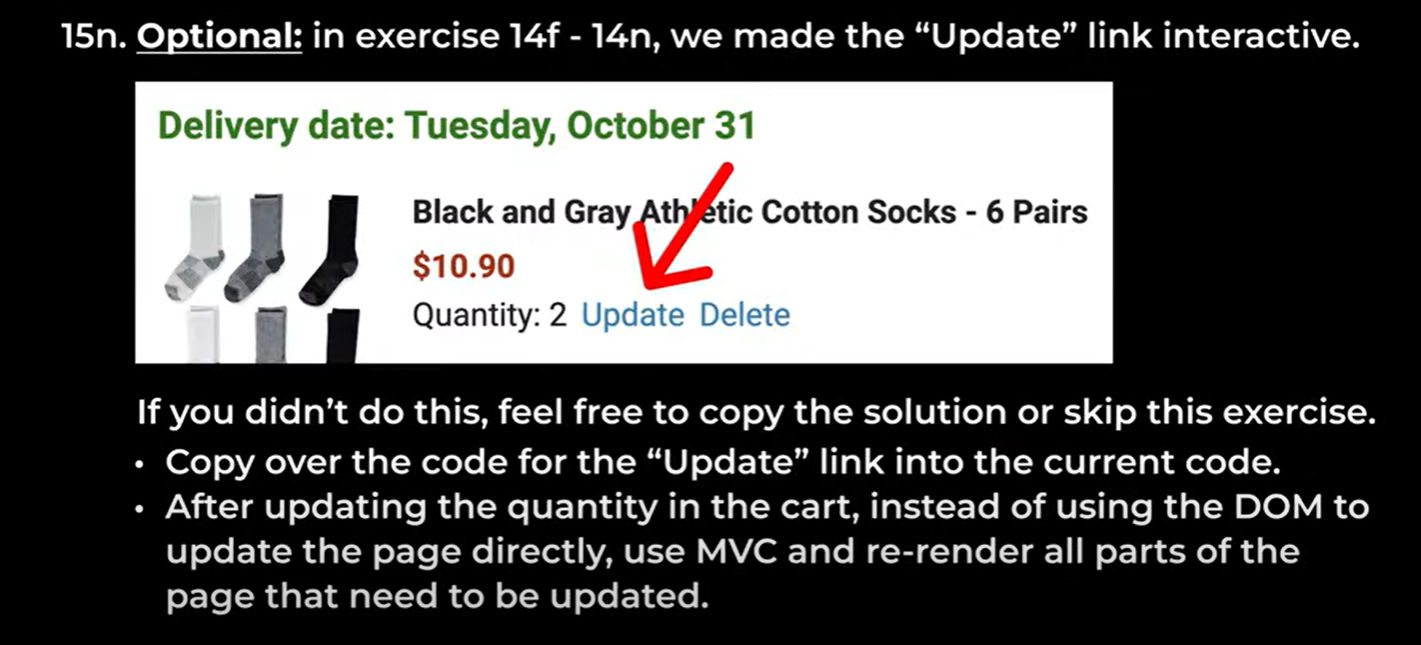 15n. Optional: in exercise 14f - 14n, we made the “Update” link interactive.
Delivery date: Tuesday, October 31
Black and Gray Athletic Cotton Socks - 6 Pairs
$10.90
Quantity: 2 Update Delete
If you didn’t do this, feel free to copy the solution or skip this exercise.
• Copy over the code for the “Update” link into the current code.
• After updating the quantity in the cart, instead of using the DOM to
update the page directly, use MVC and re-render all parts of the
page that need to be updated.